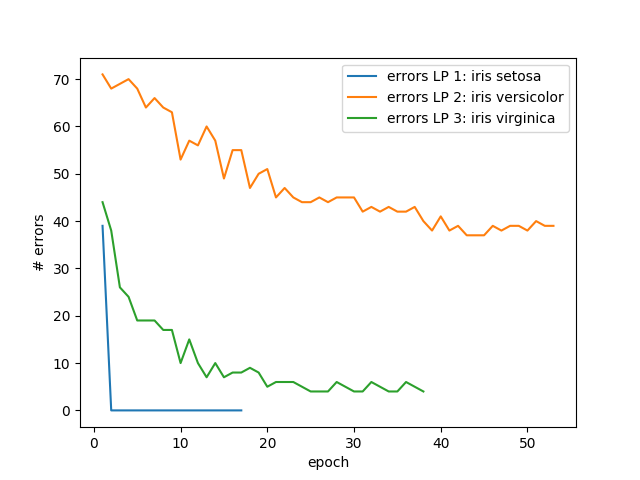 errors LP 1: iris setosa
errors LP 2: iris versicolor
errors LP 3: iris virginica
70
60
50
40
30
20
10
0
# errors
0 10 20 30 40 50
epoch